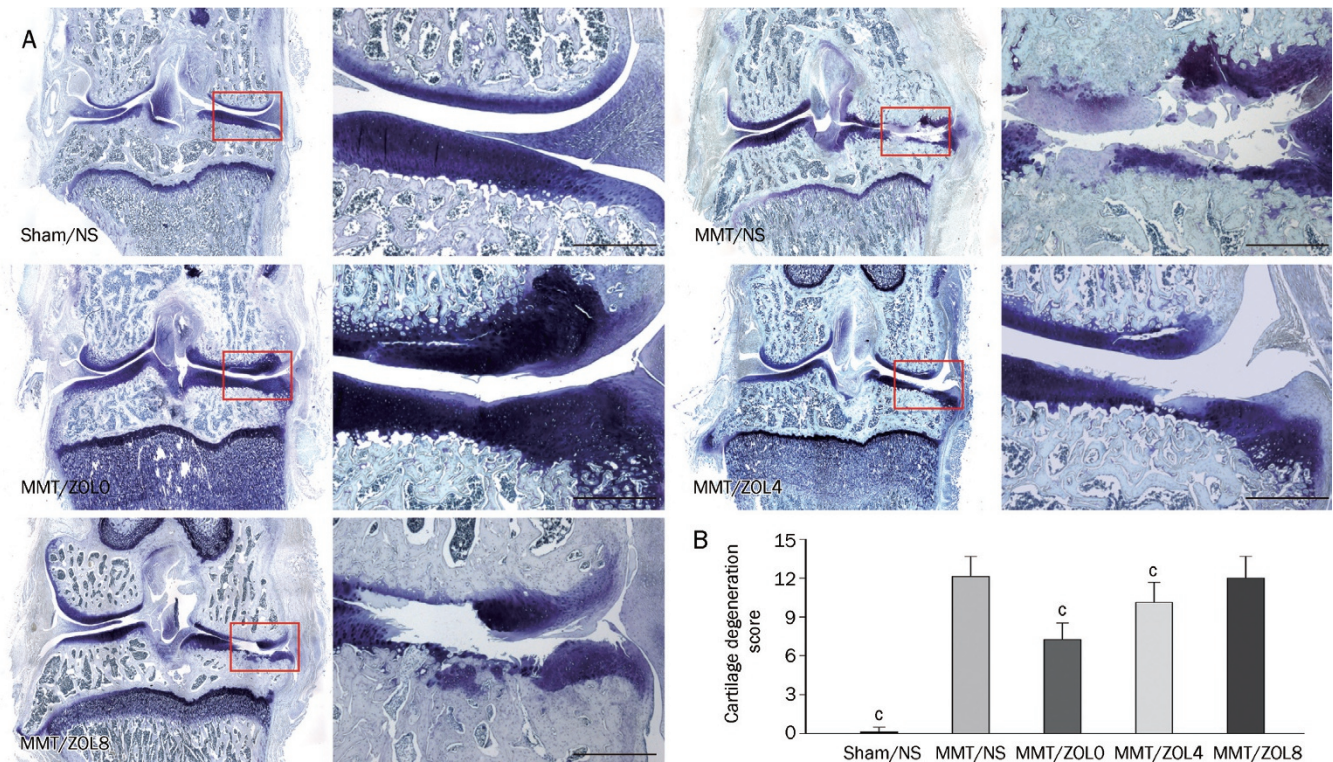 A
Sham/NS
MMT/NS
MMT/ZOL0
MMT/ZOL4
MMT/ZOL8
B
Cartilage degeneration
score
15
12
9
6
3
0
c
c
c
Sham/NS MMT/NS MMT/ZOL0 MMT/ZOL4 MMT/ZOL8